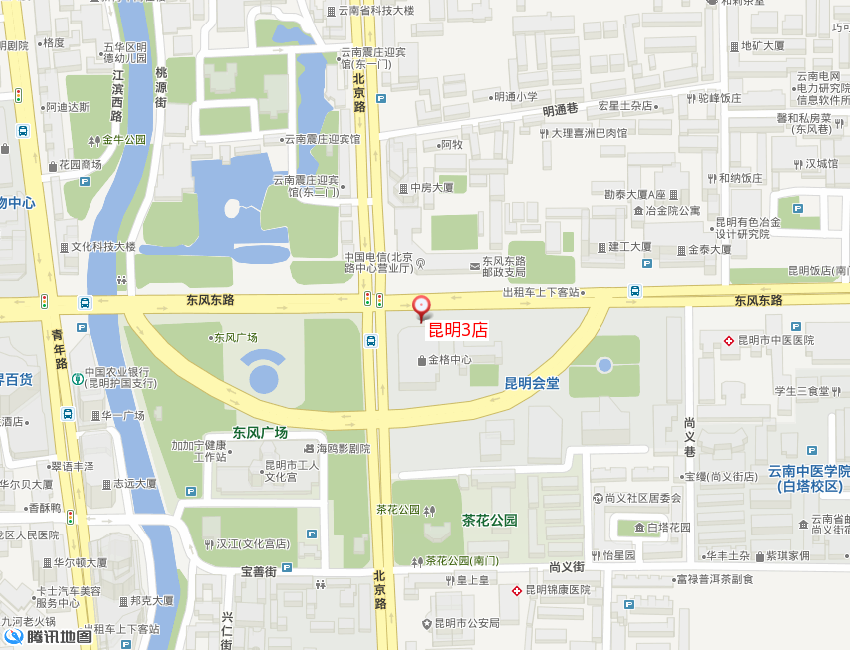 云南省科技大楼
和莉茶室
格度
五华区明
德幼儿园
云南震庄迎宾
馆(东一门)
地矿大厦
明剧院
江滨西路
桃源街
北京路
云南电网
电力研究院
信息软件所
阿迪达斯
明通小学
明通巷
宏星土杂店
驼峰饭庄
馨和私房菜
(东风巷)
大理喜洲巳肉馆
金牛公园
云南震庄迎宾馆
阿牧
花园商场
汉城馆
云南震庄迎宾
馆(东二门)
中房大厦
和纳饭庄
勘泰大厦A座
冶金院公寓
物中心
昆明有色冶金
设计研究院
文化科技大楼
建工大厦
金泰大厦
中国电信(北京
路中心营业厅)
东风东路
邮政支局
昆明饭店(南
出租车上下客站
东风东路
东风东路
昆明3店
青年路
东风广场
昆明市中医医院
金格中心
中国农业银行
(昆明护国支行)
界百货
昆明会堂
学生三食堂
华一广场
酒店
尚义巷
东风广场
加加宁健康
工作站
海鸥影剧院
昆明市工人
文化宫
翠语丰泽
云南中医学院
(白塔校区)
宝缦(尚义街店)
华尔贝大厦
志远大厦
尚义社区居委会
香酥鸭
茶花公园
茶花公园
白塔花园
云南省邮
尚义街宿
区人民医院
汉江(文化宫店)
怡星园
华丰土杂
紫琪家佣
华尔顿大厦
茶花公园(南门)
宝善街
尚义街
皇上皇
富禄普洱茶副食
北京路
昆明锦康医院
卡士汽车美容
服务中心
邦克大厦
兴仁街
九河老火锅
昆明市公安局
出租车上下客站
腾讯地图